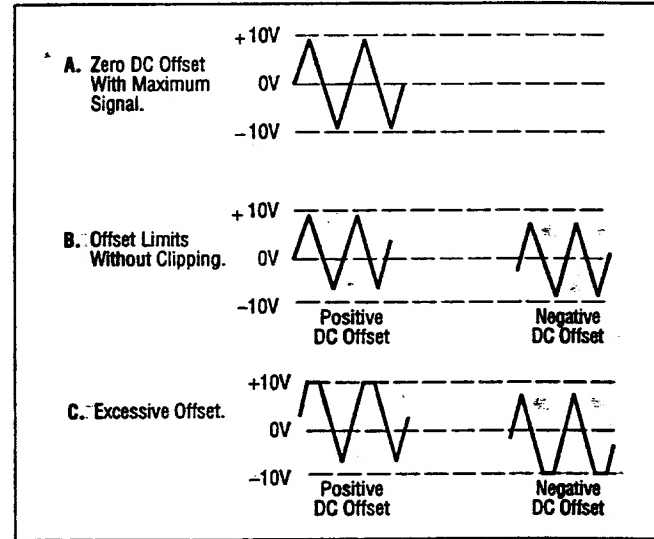 +10V
A. Zero DC Offset
With Maximum
Signal.
0V
−10V
+10V
B. Offset Limits
Without Clipping.
0V
−10V
Positive
DC Offset
Negative
DC Offset
+10V
C. Excessive Offset.
0V
−10V
Positive
DC Offset
Negative
DC Offset